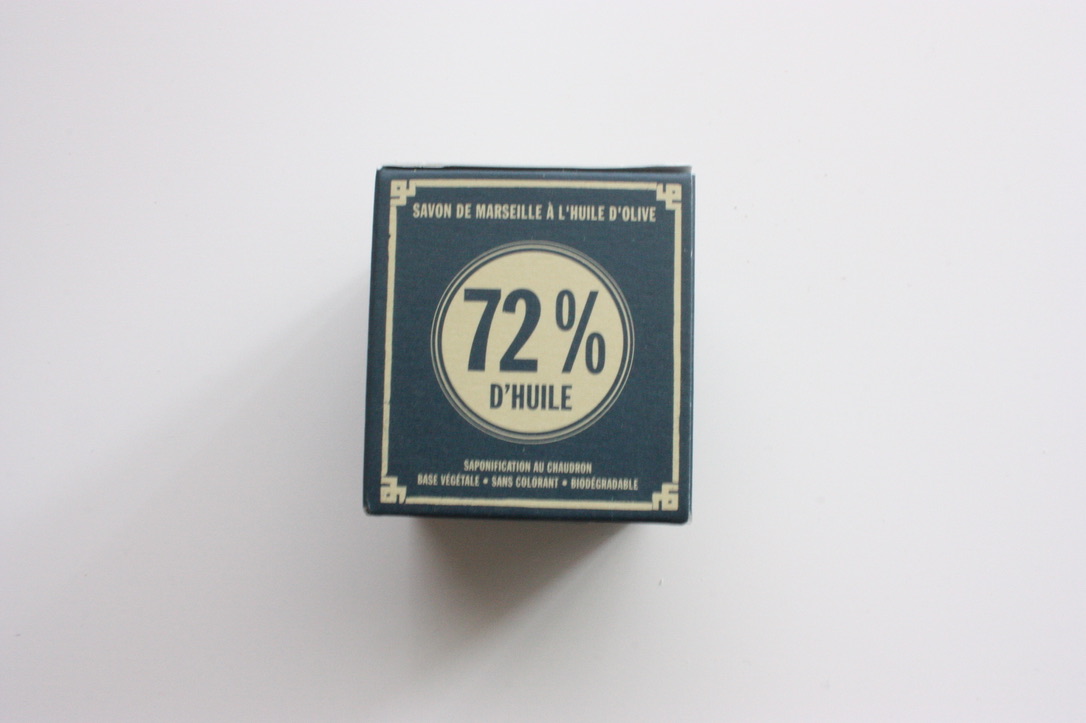 SAVON DE MARSEILLE À L'HUILE D'OLIVE
72 %
D'HUILE
SAPONIFICATION AU CHAUDRON
BASE VÉGÉTALE • SANS COLORANT • BIODÉGRADABLE